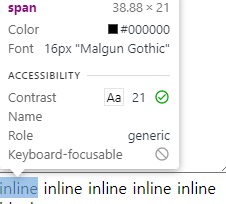 span 38.88 × 21
Color #000000
Font 16px "Malgun Gothic"
ACCESSIBILITY
Contrast Aa 21
Name
Role generic
Keyboard-focusable
inline inline inline inline inline